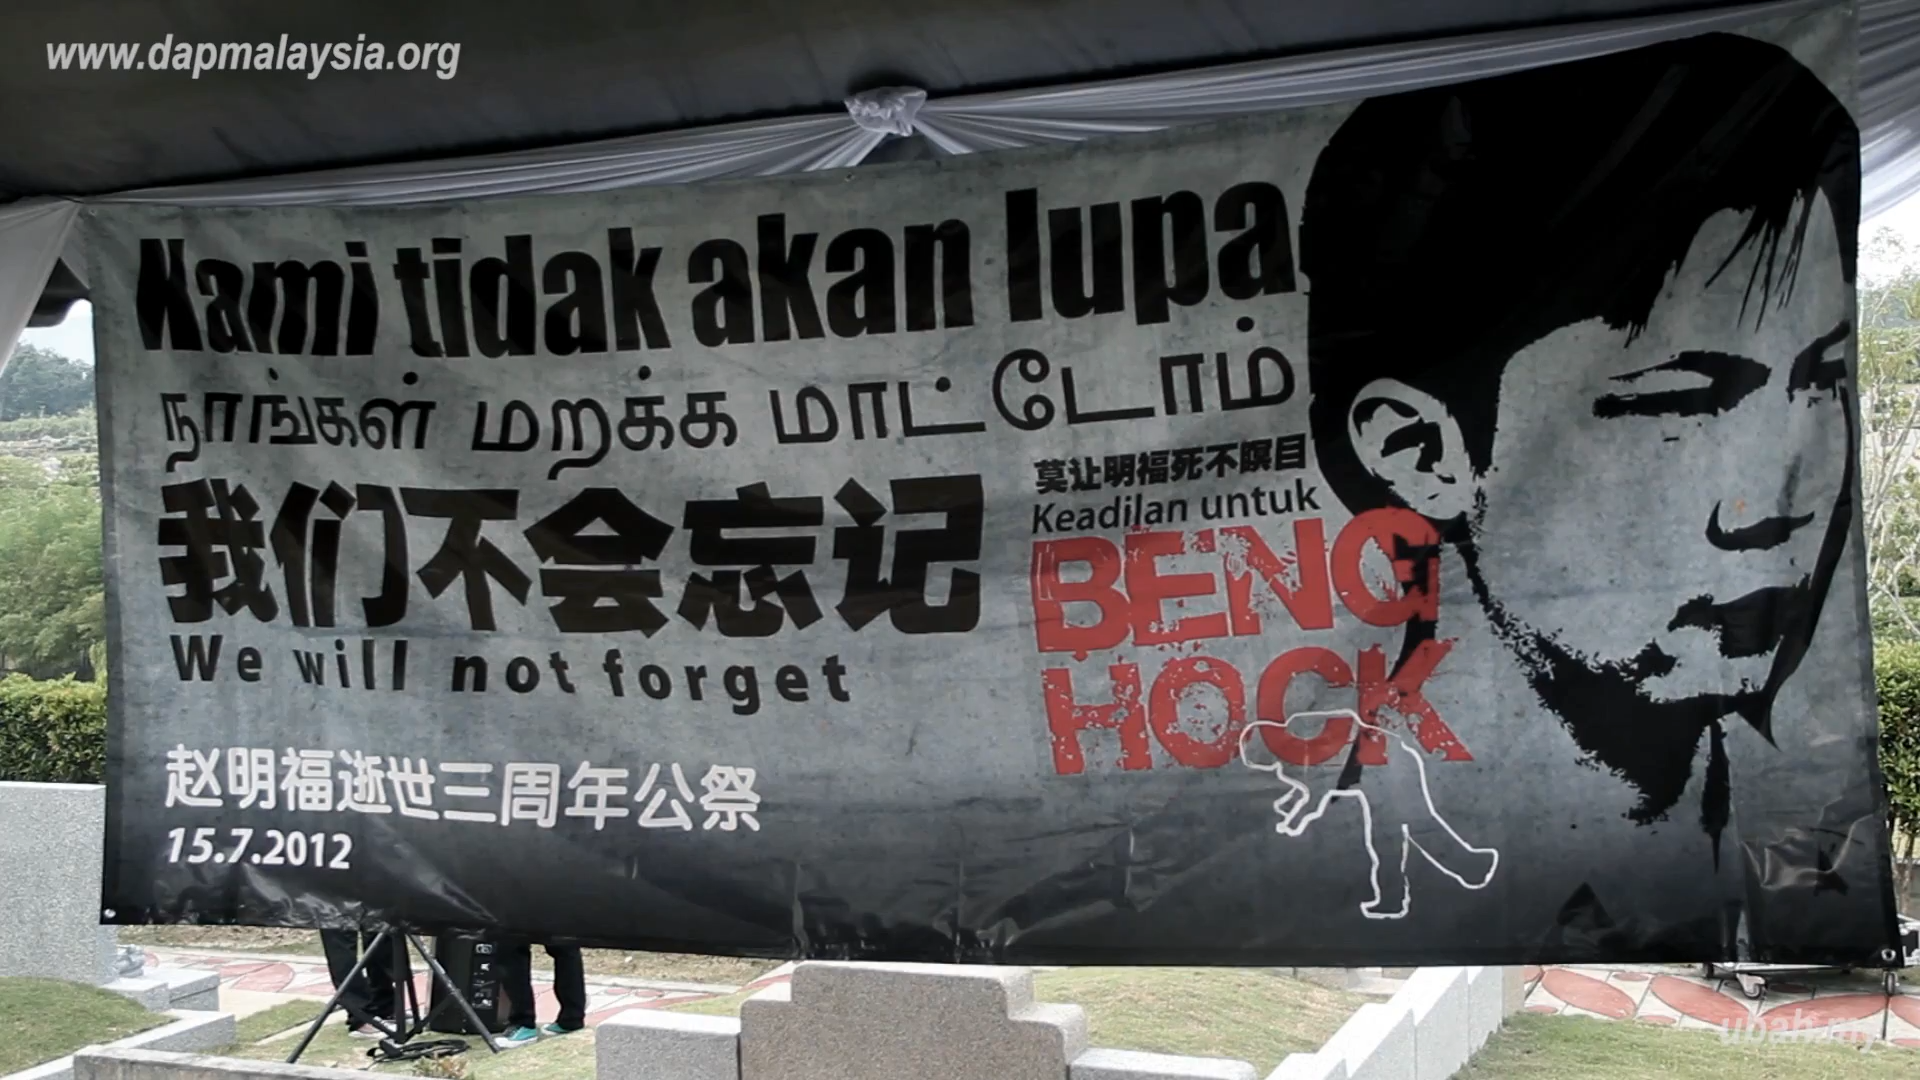 www.dapmalaysia.org
Kami tidak akan lupa
நாங்கள் மறக்க மாட்டோம்
我们不会忘记
We will not forget
莫让明福死不瞑目
Keadilan untuk
BENG
HOCK
赵明福逝世三周年公祭
15.7.2012
ubah.my